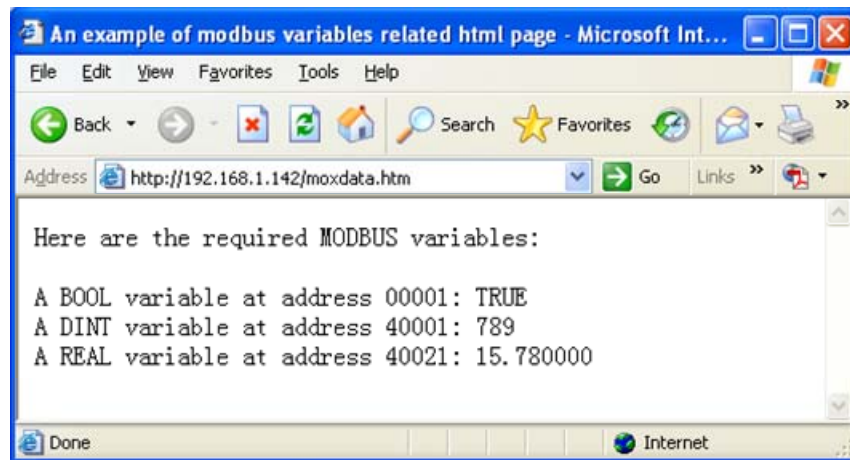 An example of modbus variables related html page - Microsoft Int...
File Edit View Favorites Tools Help
Back Search Favorites »
Address http://192.168.1.142/moxdata.htm Go Links »
Here are the required MODBUS variables:
A BOOL variable at address 00001: TRUE
A DINT variable at address 40001: 789
A REAL variable at address 40021: 15.780000
Done Internet